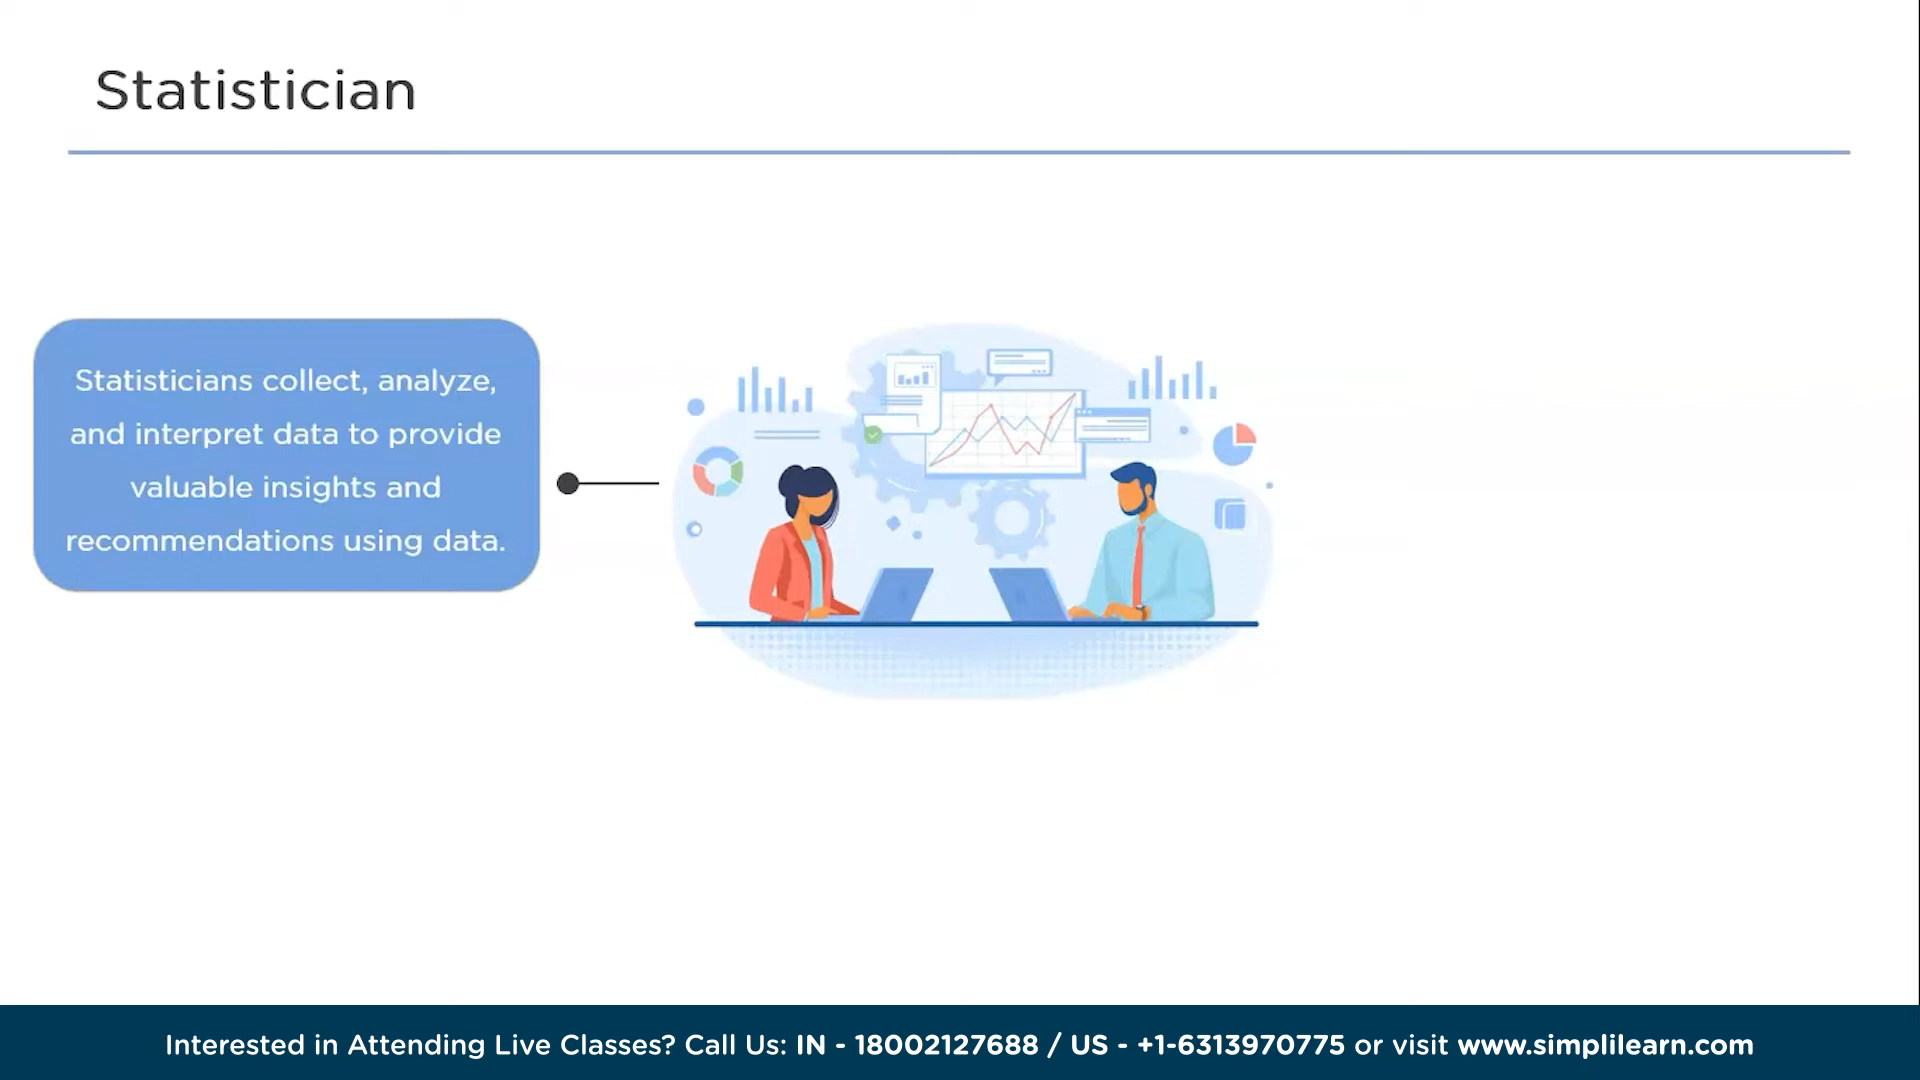 Statistician
Statisticians collect, analyze,
and interpret data to provide
valuable insights and
recommendations using data.
Interested in Attending Live Classes? Call Us: IN - 18002127688 / US - +1-6313970775 or visit www.simplilearn.com